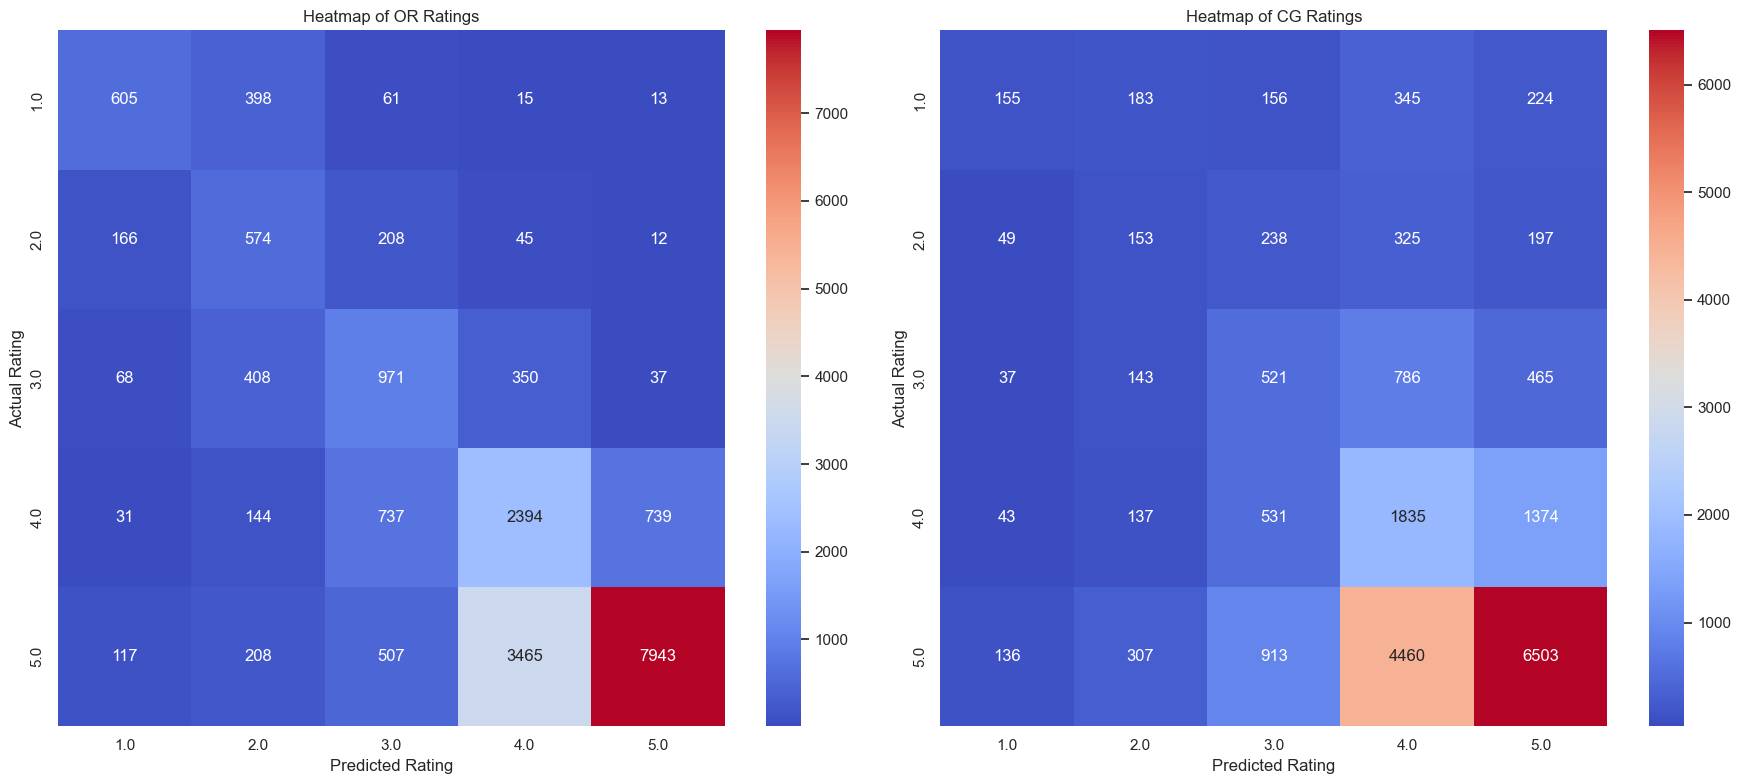 Heatmap of OR Ratings
1.0 605 398 61 15 13
2.0 166 574 208 45 12
3.0 68 408 971 350 37
4.0 31 144 737 2394 739
5.0 117 208 507 3465 7943
1.0 2.0 3.0 4.0 5.0
Predicted Rating
Actual Rating
7000
6000
5000
4000
3000
2000
1000
Heatmap of CG Ratings
1.0 155 183 156 345 224
2.0 49 153 238 325 197
3.0 37 143 521 786 465
4.0 43 137 531 1835 1374
5.0 136 307 913 4460 6503
1.0 2.0 3.0 4.0 5.0
Predicted Rating
Actual Rating
6000
5000
4000
3000
2000
1000